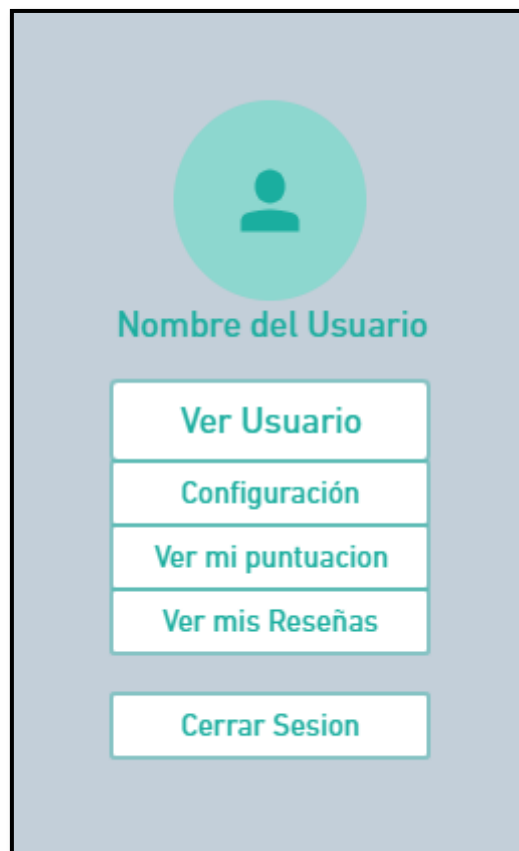 Nombre del Usuario
Ver Usuario
Configuración
Ver mi puntuacion
Ver mis Reseñas
Cerrar Sesion